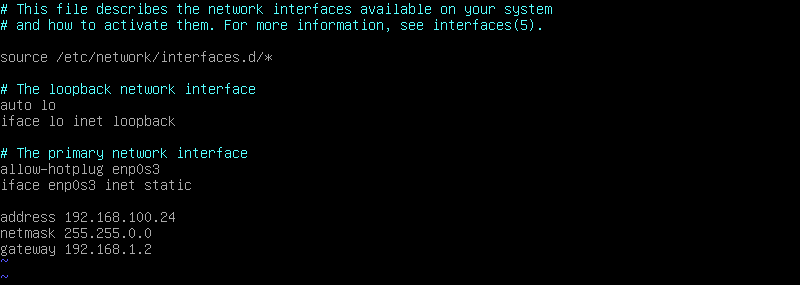 # This file describes the network interfaces available on your system
# and how to activate them. For more information, see interfaces(5).
source /etc/network/interfaces.d/*
# The loopback network interface
auto lo
iface lo inet loopback
# The primary network interface
allow-hotplug enp0s3
iface enp0s3 inet static
address 192.168.100.24
netmask 255.255.0.0
gateway 192.168.1.2
~
~